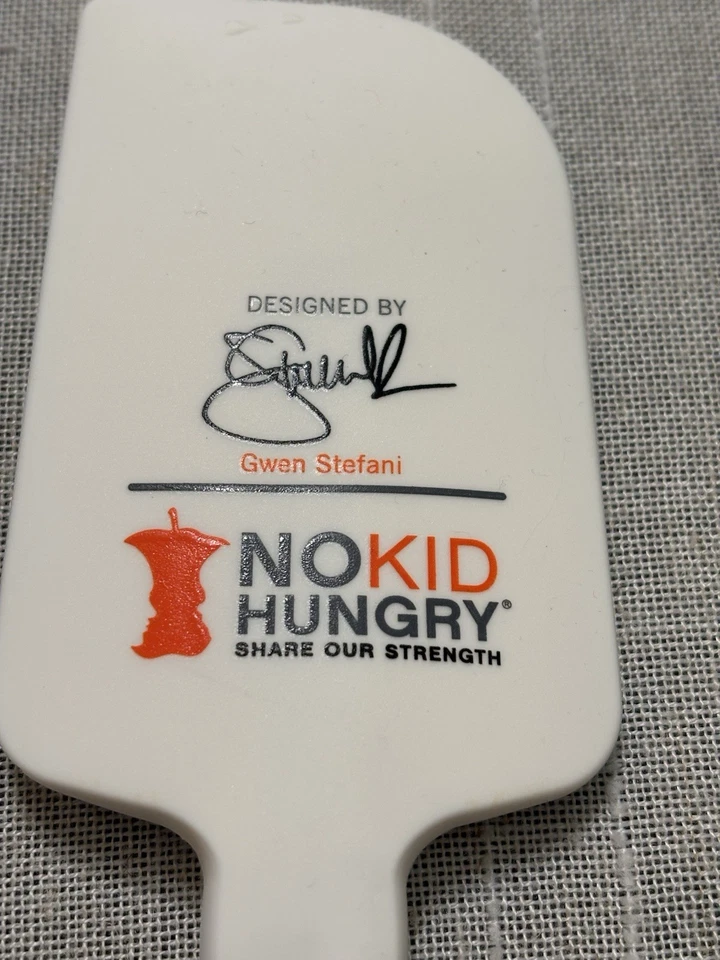 DESIGNED BY
Gwen Stefani
NOKID
HUNGRY®
SHARE OUR STRENGTH